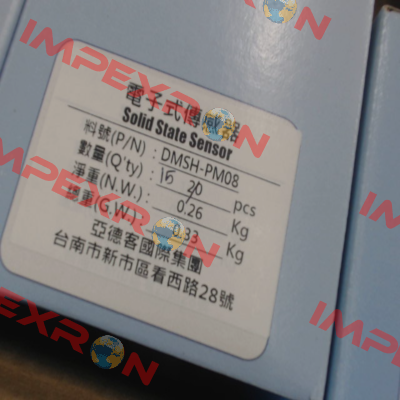 IMPEXRON
電子式傳感器
Solid State Sensor
料號(P/N): DMSH-PM08
數量(Q'ty): 15 20 pcs
淨重(N.W.) 0.26 Kg
總重(G.W.) 0.33 Kg
亞德客國際集團
台南市新市區看西路28號
IMPEXRON
IMPEXRON